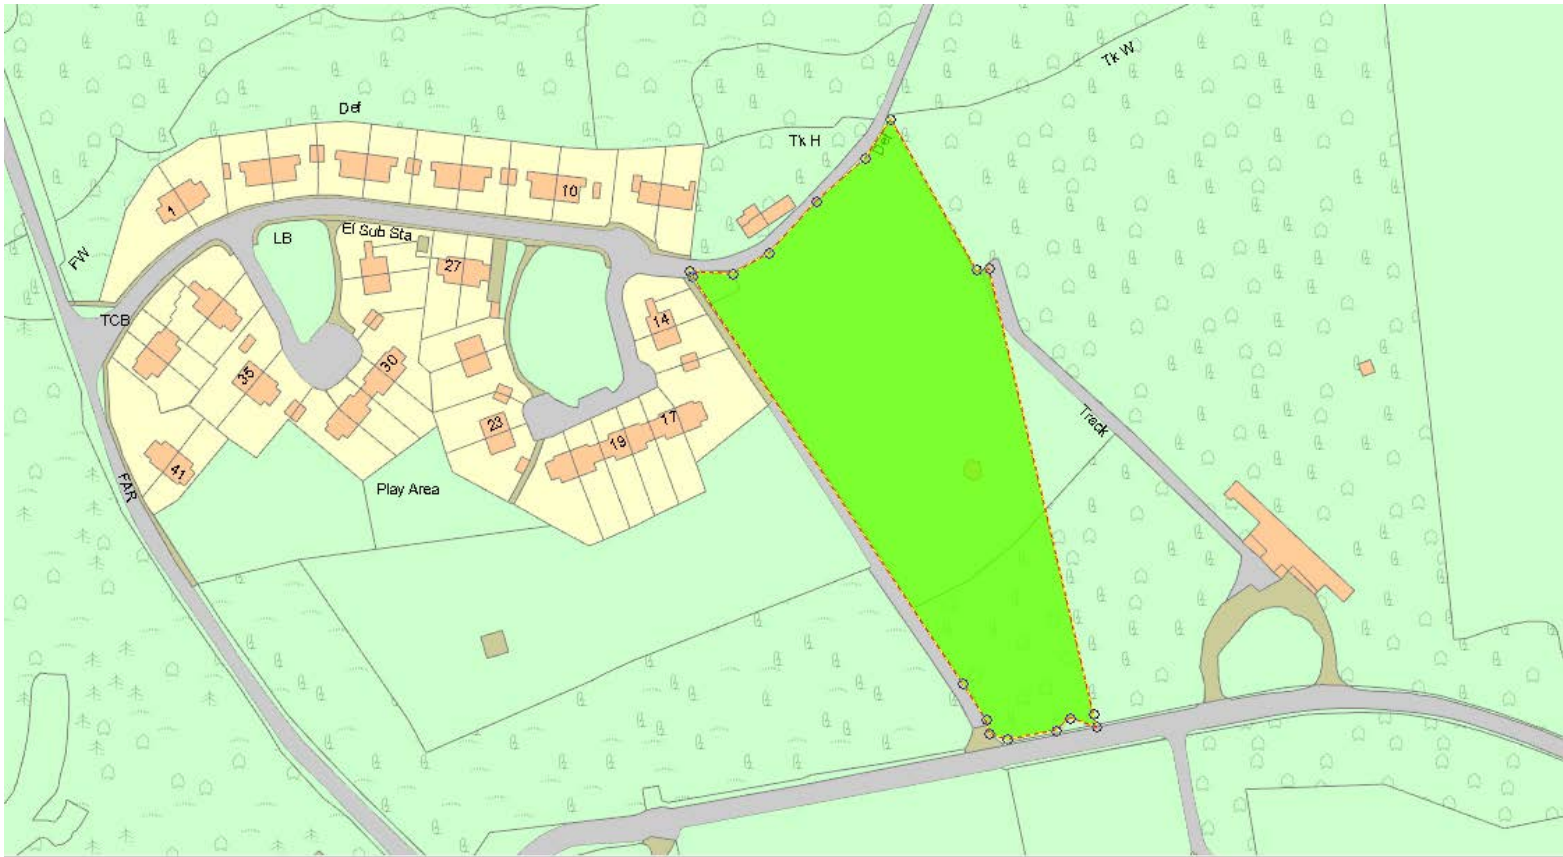 Tk W
Def
Tk H
Def
1
10
El Sub Sta
LB
FW
27
TCB
14
30
35
17
23
19
41
Track
FAR
Play Area